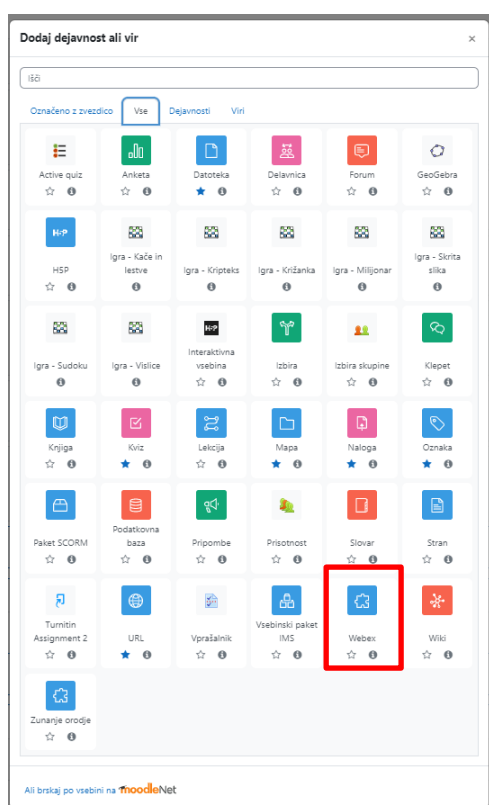 Dodaj dejavnost ali vir ×
Išči
Označeno z zvezdico Vse Dejavnosti Viri
Active quiz
Anketa
Datoteka
Delavnica
Forum
GeoGebra
H-P
H5P
Igra - Kače in
lestve
Igra - Kripteks
Igra - Križanka
Igra - Milijonar
Igra - Skrita
slika
Igra - Sudoku
Igra - Vislice
H-P
Interaktivna
vsebina
Izbira
Izbira skupine
Klepet
Knjiga
Kviz
Lekcija
Mapa
Naloga
Oznaka
Paket SCORM
Podatkovna
baza
Pripombe
Prisotnost
Slovar
Stran
Turnitin
Assignment 2
URL
Vprašalnik
Vsebinski paket
IMS
Webex
Wiki
Zunanje orodje
Ali brskaj po vsebini na moodleNet